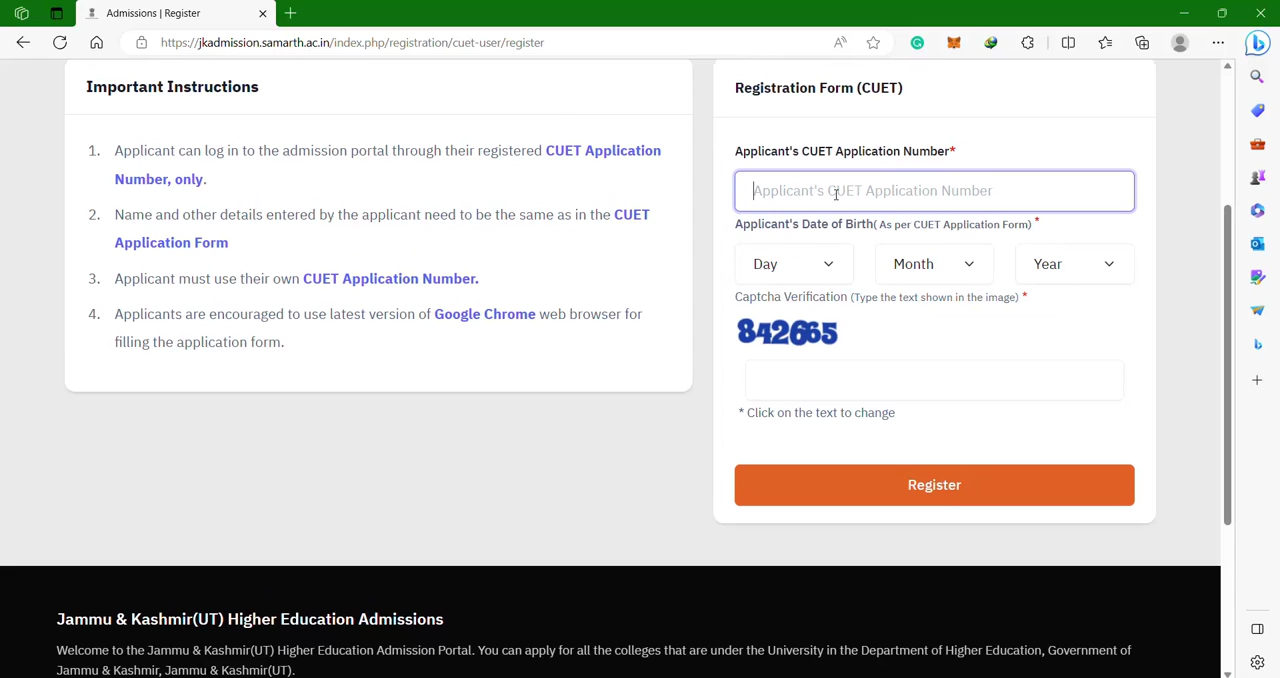 Admissions | Register
https://jkadmission.samarth.ac.in/index.php/registration/cuet-user/register
Important Instructions
1. Applicant can log in to the admission portal through their registered CUET Application
Number, only.
2. Name and other details entered by the applicant need to be the same as in the CUET
Application Form
3. Applicant must use their own CUET Application Number.
4. Applicants are encouraged to use latest version of Google Chrome web browser for
filling the application form.
Registration Form (CUET)
Applicant's CUET Application Number*
Applicant's CUET Application Number
Applicant's Date of Birth( As per CUET Application Form) *
Day Month Year
Captcha Verification (Type the text shown in the image) *
842665
* Click on the text to change
Register
Jammu & Kashmir(UT) Higher Education Admissions
Welcome to the Jammu & Kashmir(UT) Higher Education Admission Portal. You can apply for all the colleges that are under the University in the Department of Higher Education, Government of
Jammu & Kashmir, Jammu & Kashmir(UT).